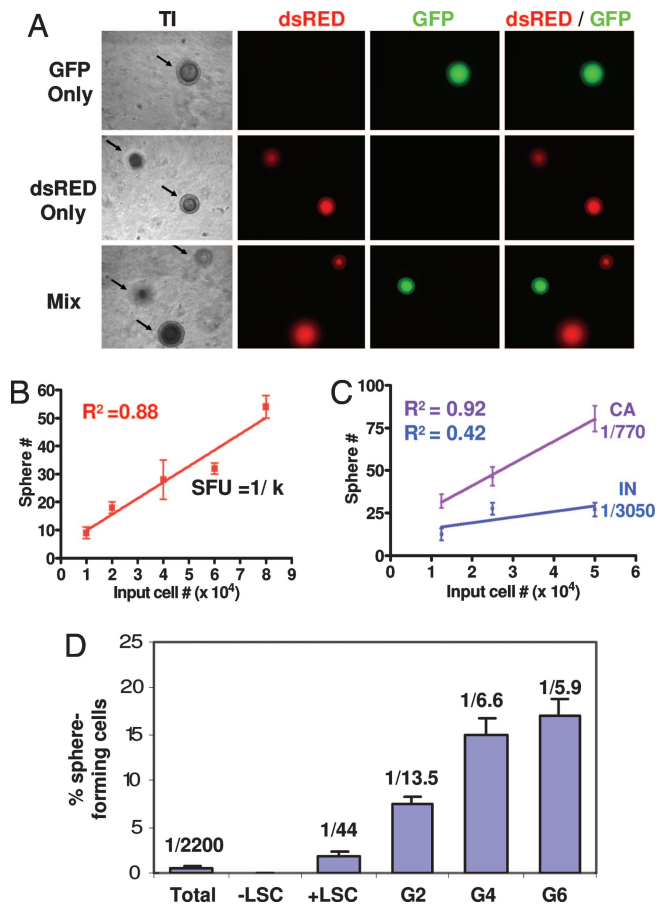 A
TI
dsRED
GFP
dsRED / GFP
GFP
Only
dsRED
Only
Mix
B
R² =0.88
SFU =1/ k
Sphere #
60
50
40
30
20
10
0
0
1
2
3
4
5
6
7
8
9
Input cell # (x 10⁴)
C
R² = 0.92
R² = 0.42
CA
1/770
IN
1/3050
Sphere #
100
75
50
25
0
0
1
2
3
4
5
6
Input cell # (x 10⁴)
D
% sphere-
forming cells
25
20
15
10
5
0
1/2200
1/44
1/13.5
1/6.6
1/5.9
Total
-LSC
+LSC
G2
G4
G6